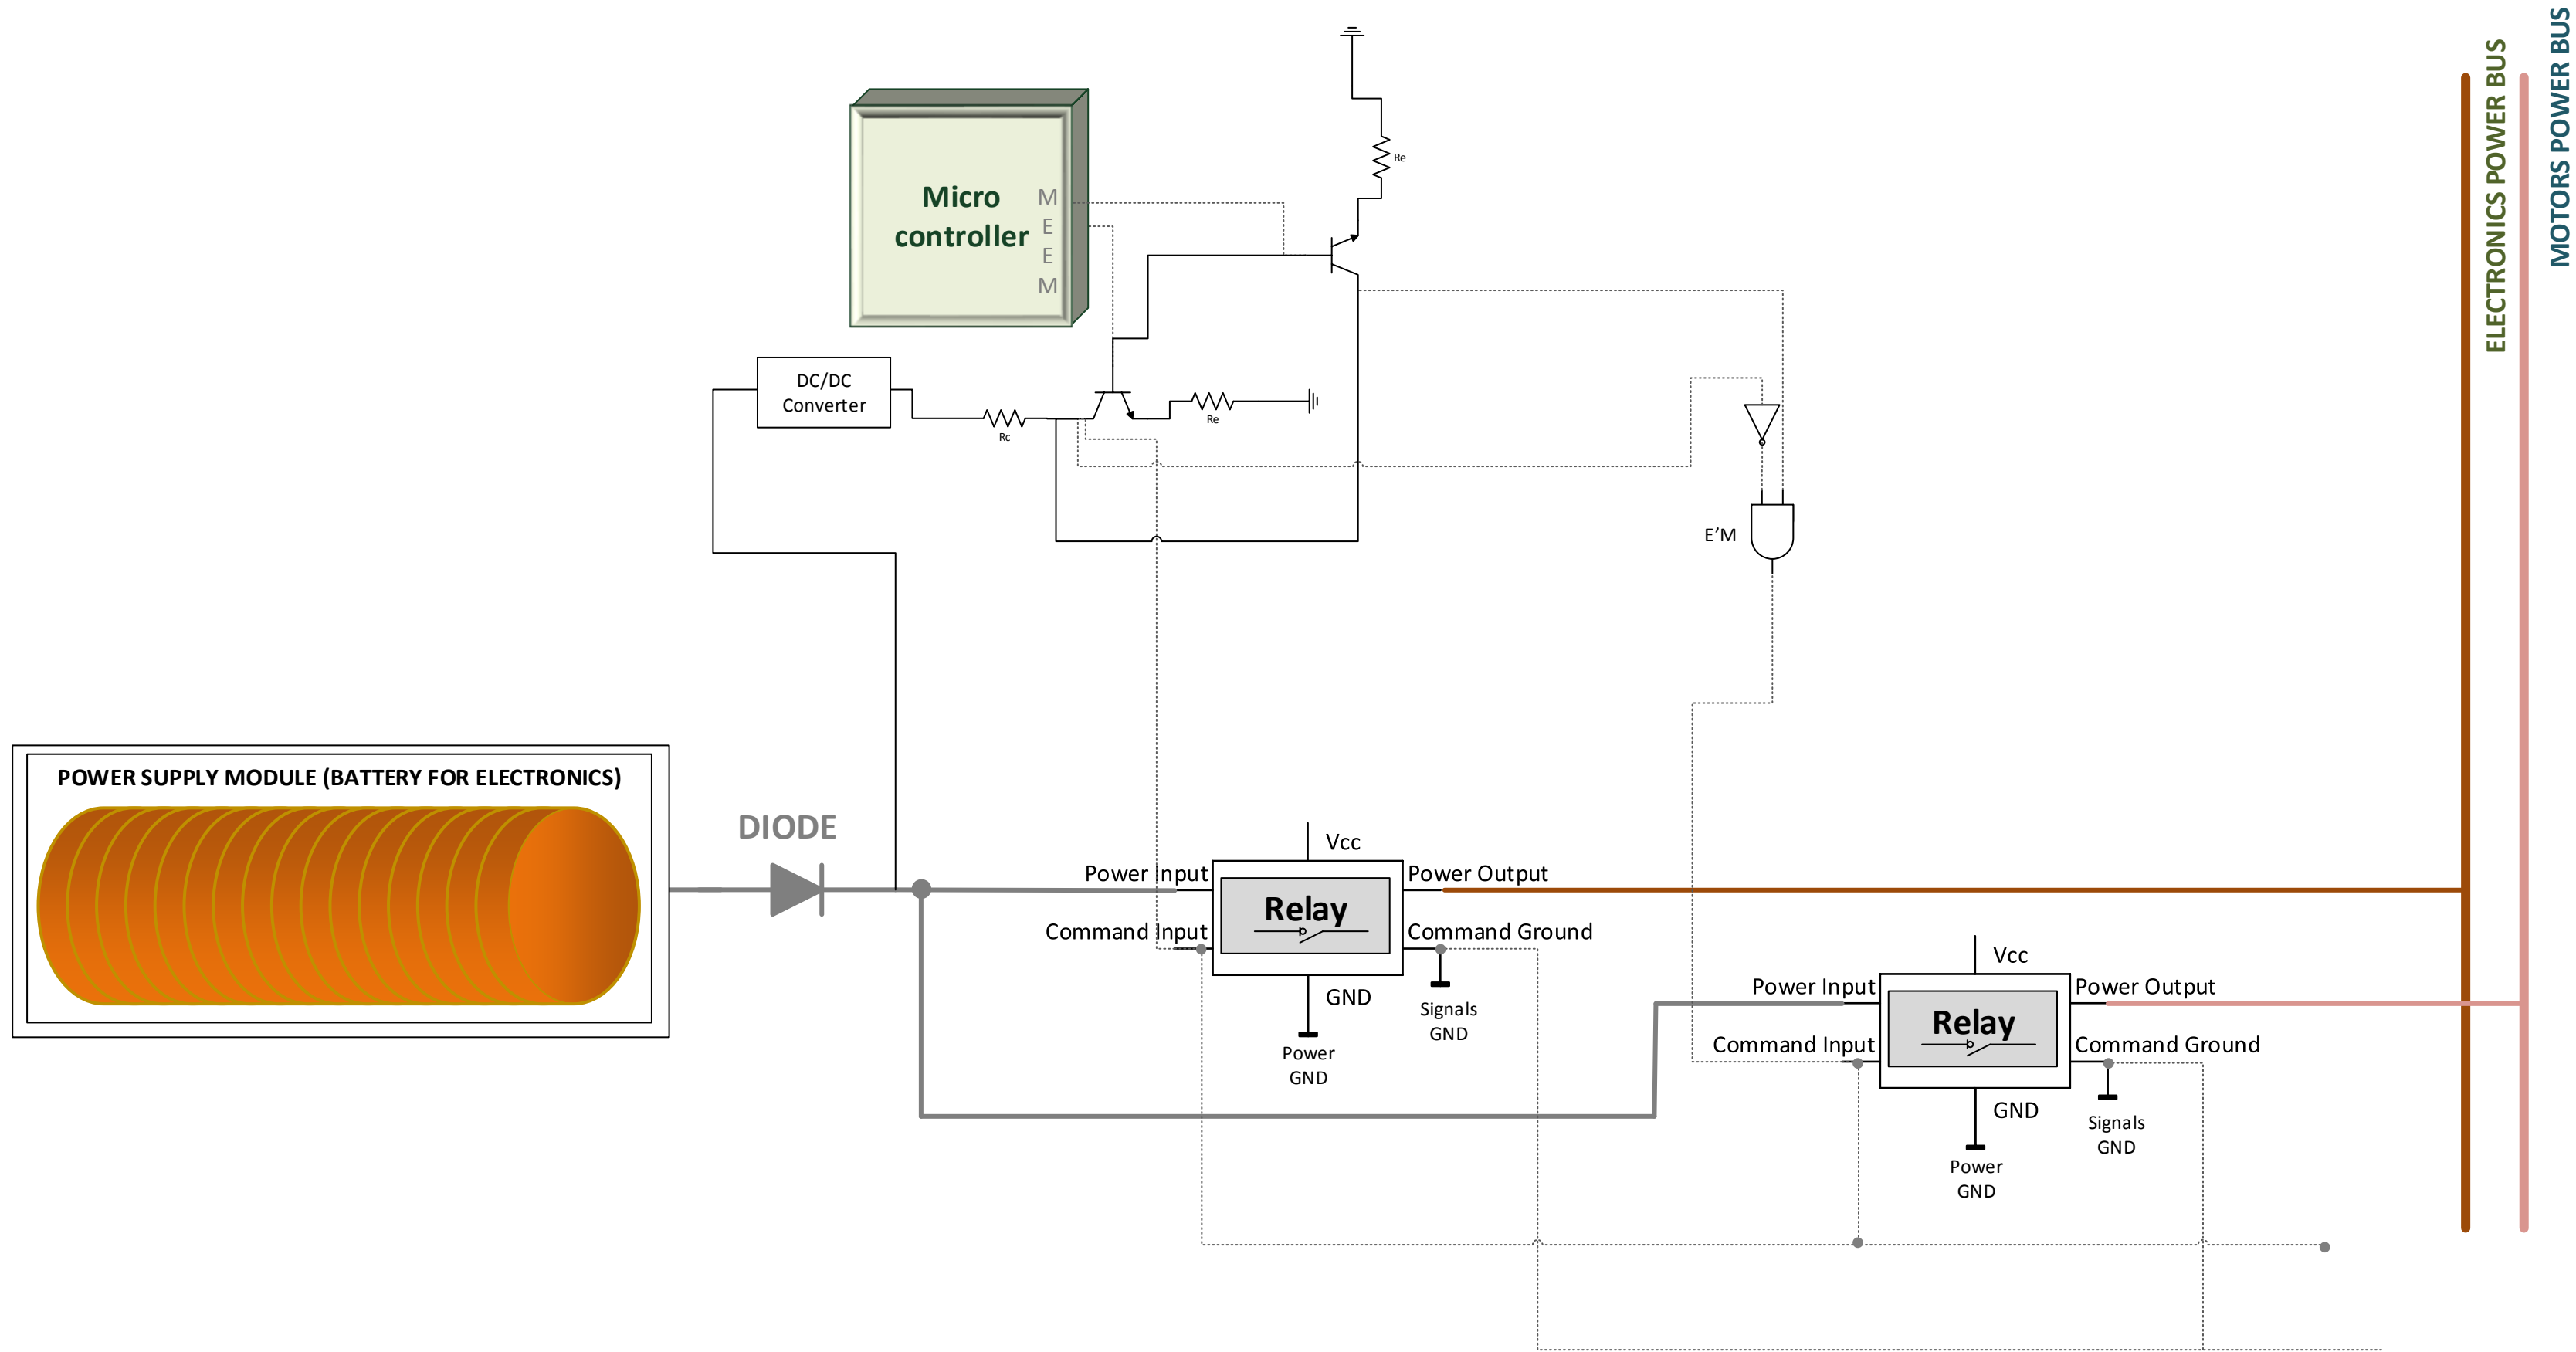 ELECTRONICS POWER BUS
MOTORS POWER BUS
Re
Micro
controller
M
E
E
M
DC/DC
Converter
Rc
Re
E’M
POWER SUPPLY MODULE (BATTERY FOR ELECTRONICS)
DIODE
Vcc
Power Input
Power Output
Relay
Command Input
Command Ground
GND
Signals
GND
Power
GND
Vcc
Power Input
Power Output
Relay
Command Input
Command Ground
GND
Signals
GND
Power
GND